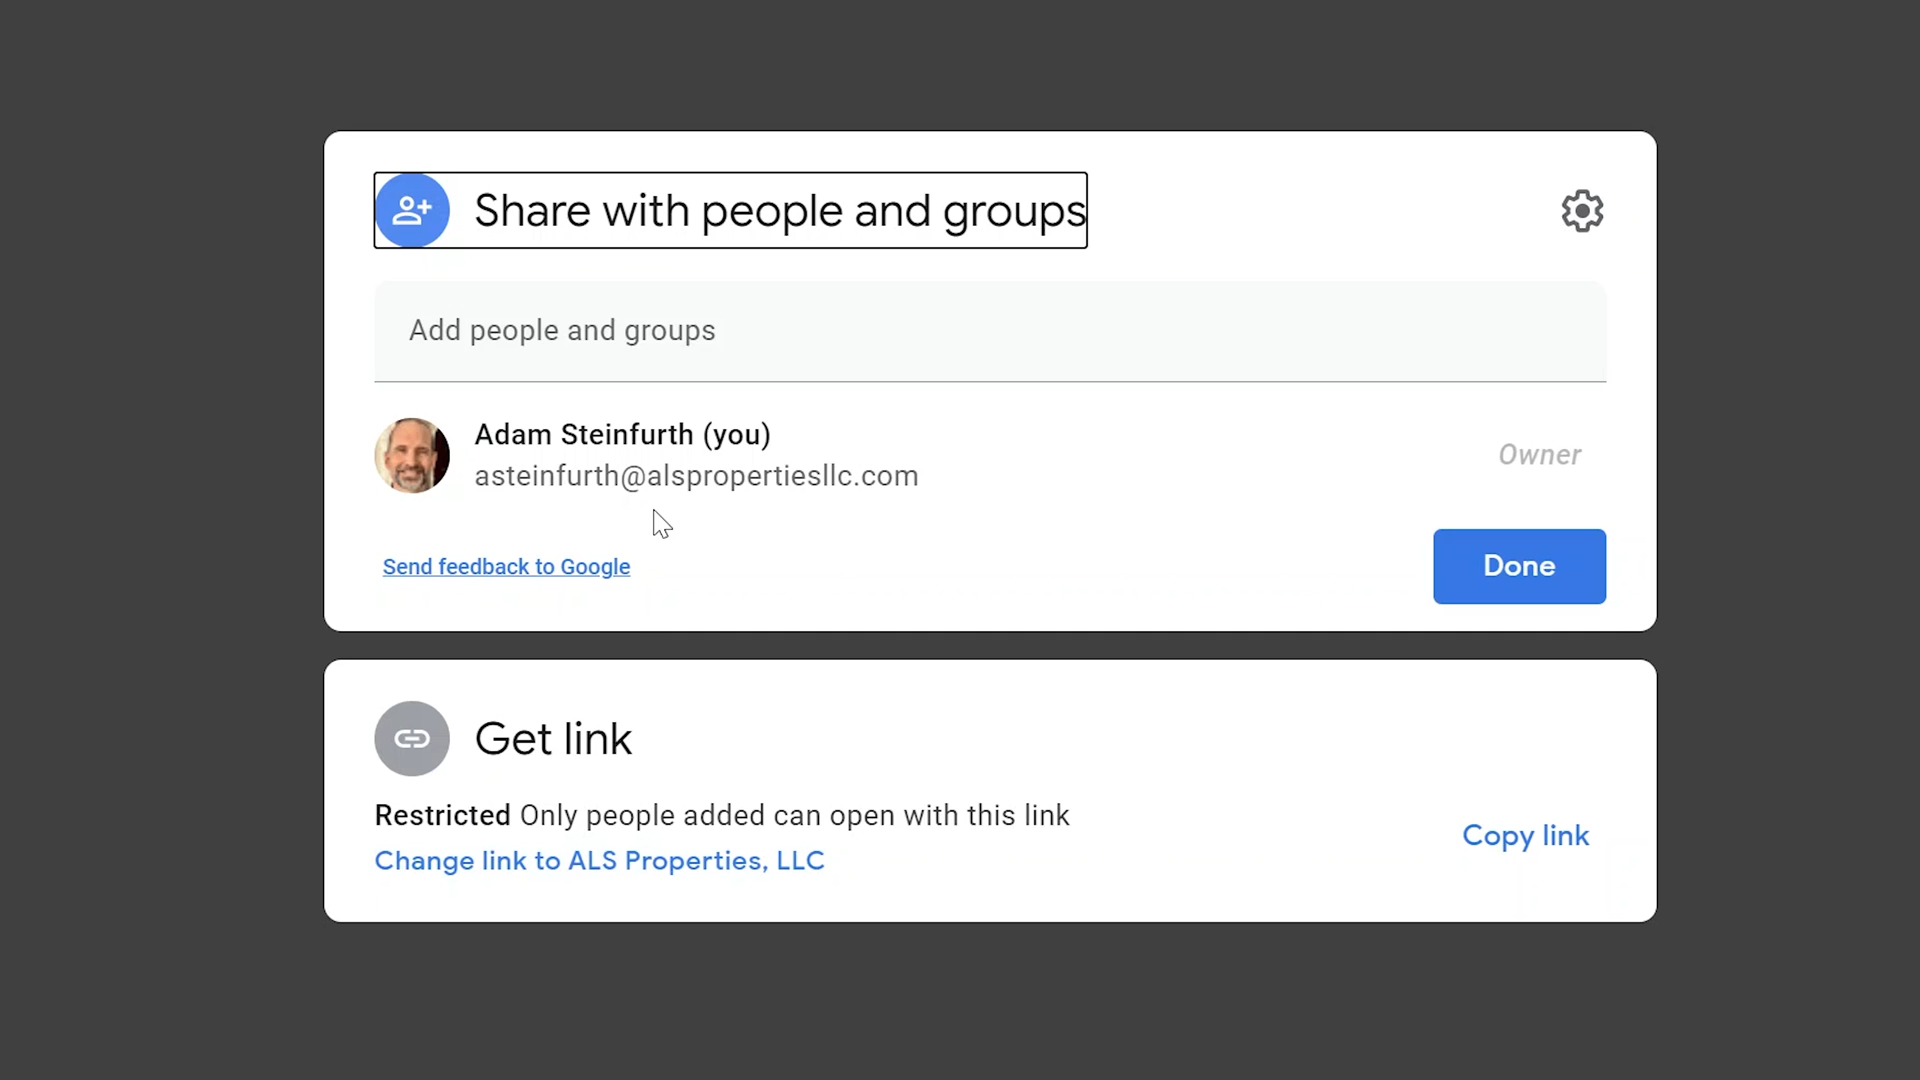 Share with people and groups
Add people and groups
Adam Steinfurth (you)
asteinfurth@alspropertiesllc.com
Owner
Send feedback to Google
Done
Get link
Restricted Only people added can open with this link
Change link to ALS Properties, LLC
Copy link